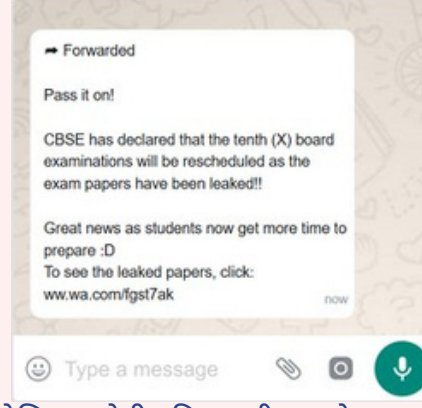 Forwarded
Pass it on!
CBSE has declared that the tenth (X) board
examinations will be rescheduled as the
exam papers have been leaked!!
Great news as students now get more time to
prepare :D
To see the leaked papers, click:
ww.wa.com/fgst7ak
now
Type a message